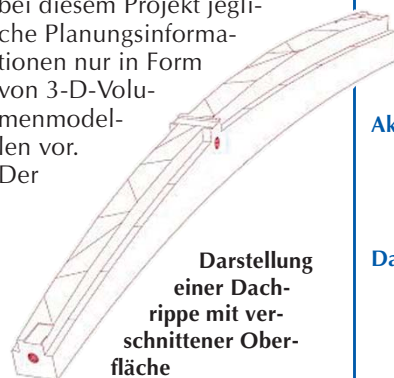 bei diesem Projekt jegli-
che Planungsinforma-
tionen nur in Form
von 3-D-Volu-
menmodel-
len vor.
Der
Darstellung
einer Dach-
rippe mit ver-
schnittener Ober-
fläche
Ak
Da